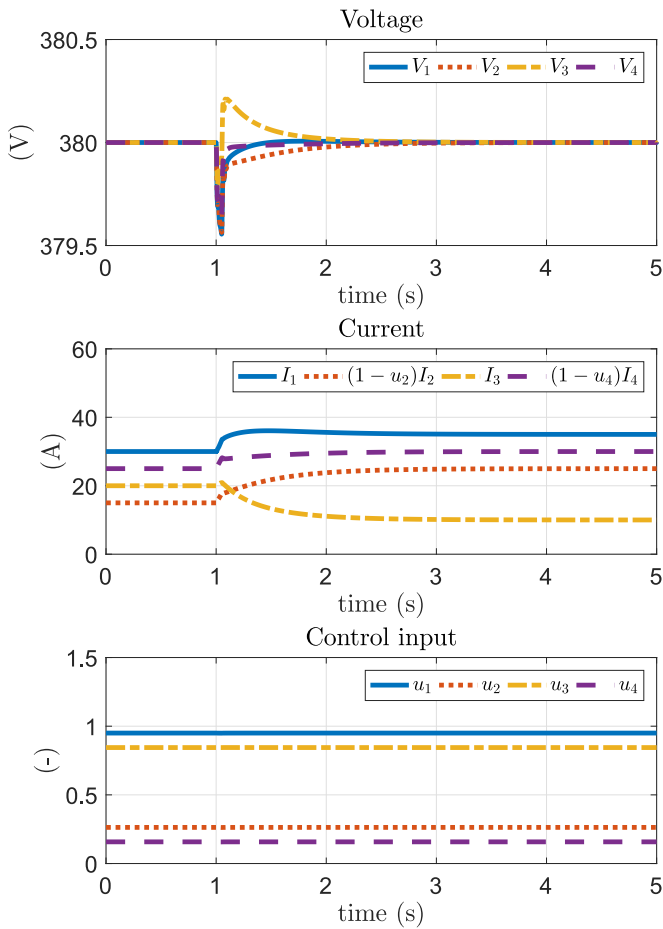 Voltage
380.5
V₁ V₂ V₃ V₄
380
(V)
379.5
0 1 2 3 4 5
time (s)
Current
60
I₁ (1 − u₂)I₂ I₃ (1 − u₄)I₄
40
(A)
20
0
0 1 2 3 4 5
time (s)
Control input
1.5
u₁ u₂ u₃ u₄
1
(-)
0.5
0
0 1 2 3 4 5
time (s)